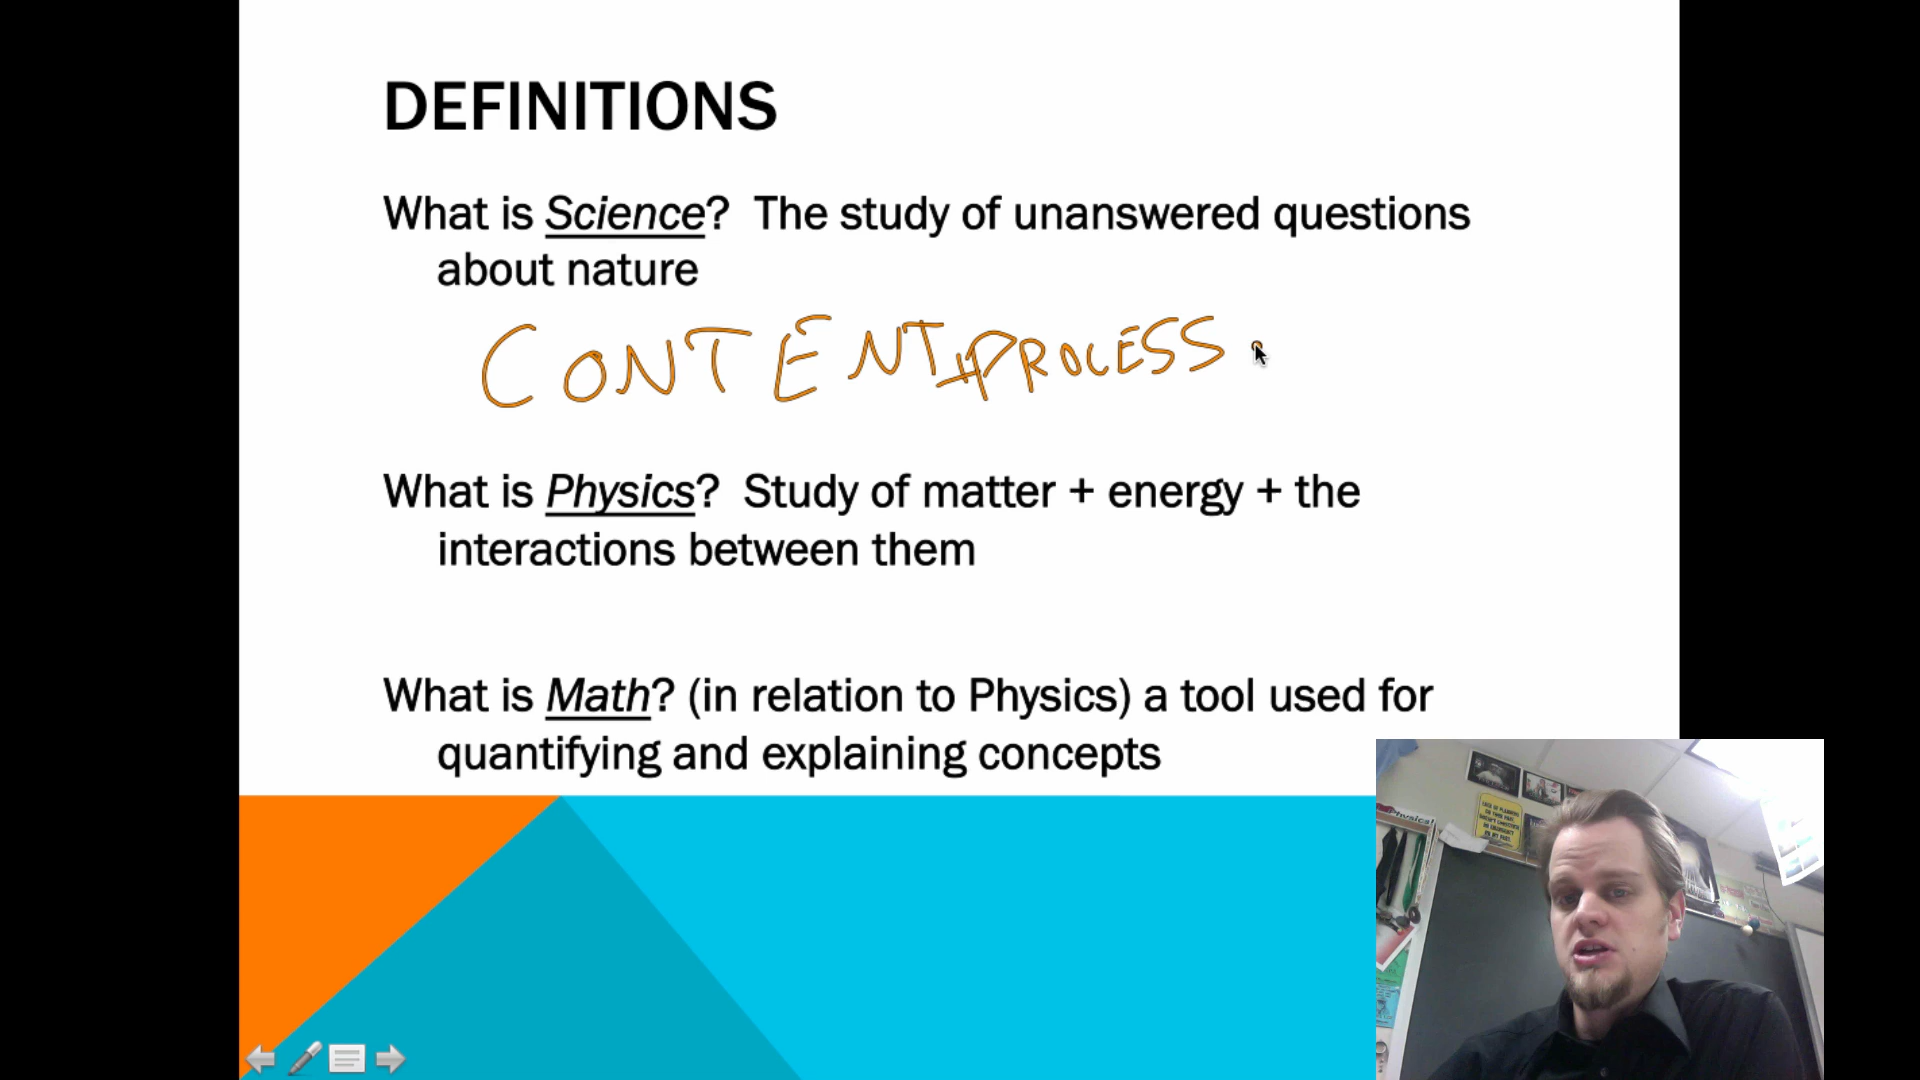 DEFINITIONS
What is Science?  The study of unanswered questions
about nature
CONTENT + PROCESS
What is Physics?  Study of matter + energy + the
interactions between them
What is Math? (in relation to Physics) a tool used for
quantifying and explaining concepts
Physics!